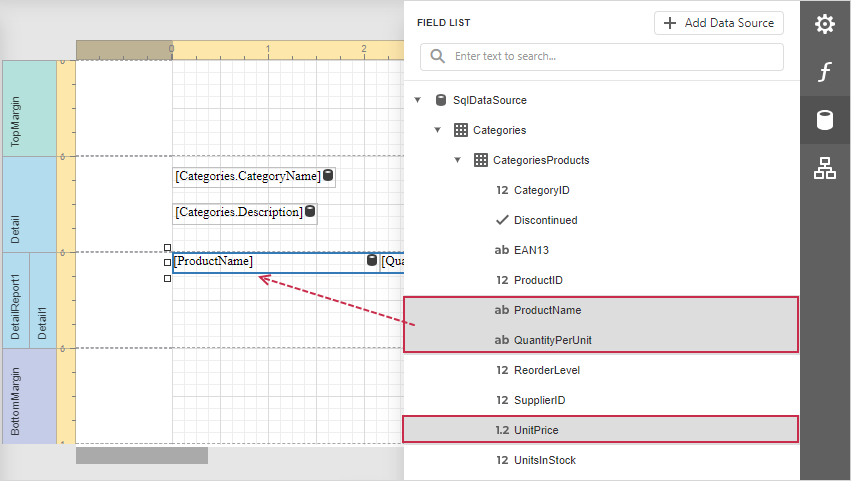 FIELD LIST
Add Data Source
Enter text to search...
0 1 2
SqlDataSource
Categories
CategoriesProducts
12 CategoryID
Discontinued
ab EAN13
12 ProductID
ab ProductName
ab QuantityPerUnit
12 ReorderLevel
12 SupplierID
1.2 UnitPrice
12 UnitsInStock
TopMargin
Detail
[Categories.CategoryName]
[Categories.Description]
DetailReport1
Detail1
[ProductName] [Qua
BottomMargin